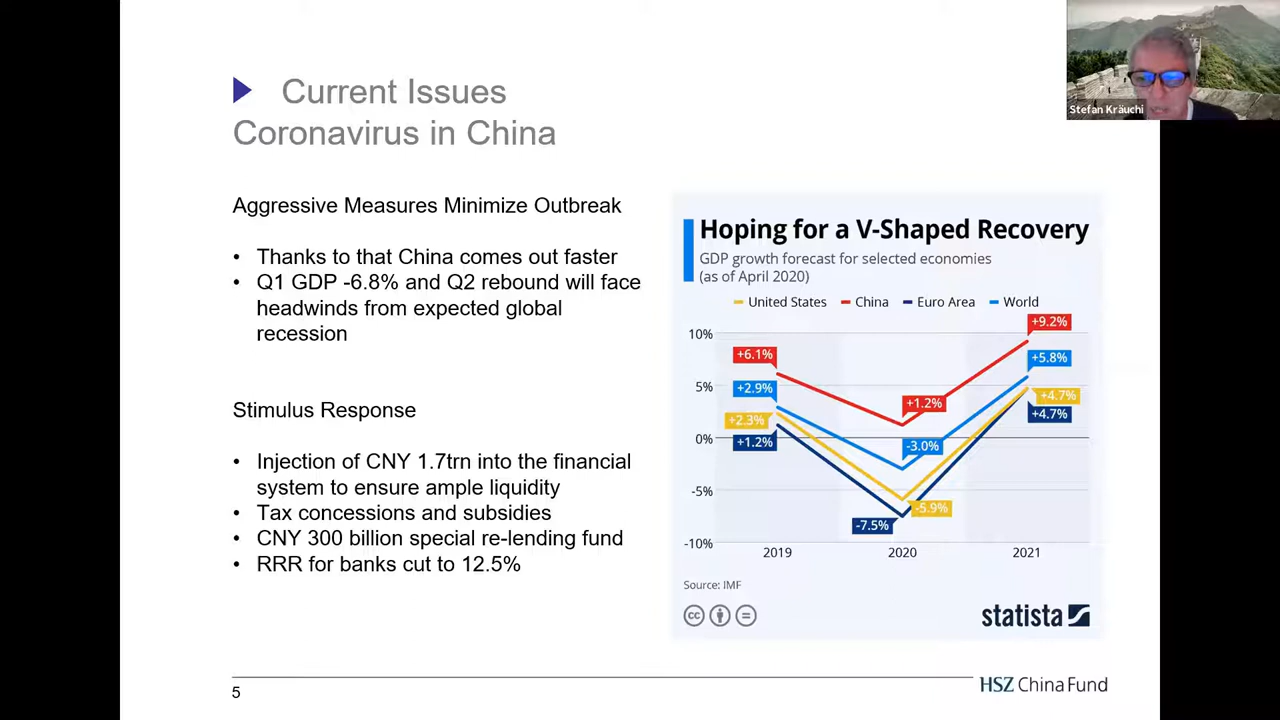 Current Issues
Coronavirus in China
Stefan Kräuchi
Aggressive Measures Minimize Outbreak
• Thanks to that China comes out faster
• Q1 GDP -6.8% and Q2 rebound will face
headwinds from expected global
recession
Stimulus Response
• Injection of CNY 1.7trn into the financial
system to ensure ample liquidity
• Tax concessions and subsidies
• CNY 300 billion special re-lending fund
• RRR for banks cut to 12.5%
Hoping for a V-Shaped Recovery
GDP growth forecast for selected economies
(as of April 2020)
United States China Euro Area World
+9.2%
10%
+6.1%
+5.8%
5%
+2.9%
+4.7%
+1.2%
+4.7%
+2.3%
0%
+1.2%
-3.0%
-5%
-5.9%
-7.5%
-10%
2019 2020 2021
Source: IMF
cc
statista
5
HSZ China Fund